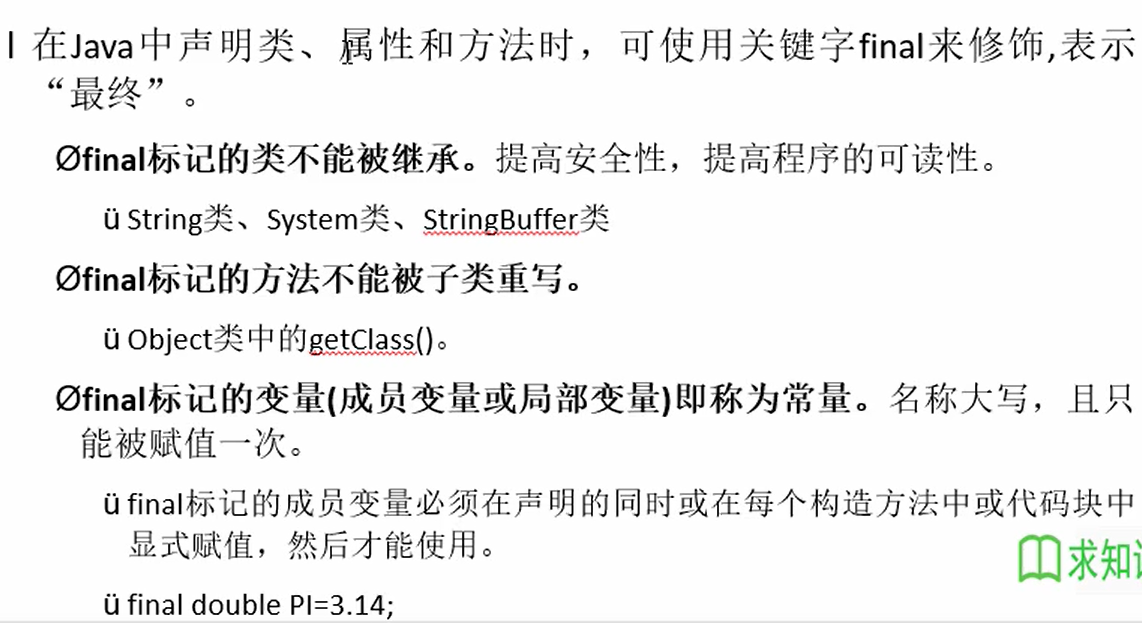 l 在Java中声明类、属性和方法时，可使用关键字final来修饰,表示
“最终”。
Øfinal标记的类不能被继承。提高安全性，提高程序的可读性。
ü String类、System类、StringBuffer类
Øfinal标记的方法不能被子类重写。
ü Object类中的getClass()。
Øfinal标记的变量(成员变量或局部变量)即称为常量。名称大写，且只
能被赋值一次。
ü final标记的成员变量必须在声明的同时或在每个构造方法中或代码块中
显式赋值，然后才能使用。
求知
ü final double PI=3.14;